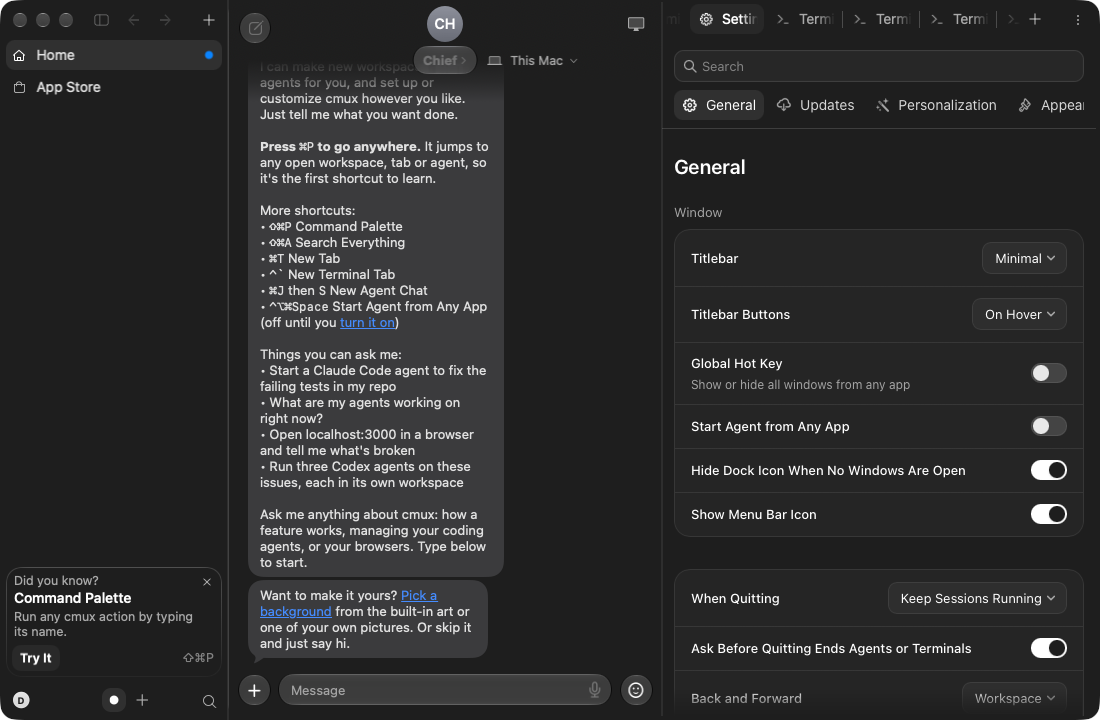 Home
App Store
Did you know?
Command Palette
Run any cmux action by typing
its name.
Try It
⇧⌘P
D
CH
Chief ›
This Mac
I can make new workspac
agents for you, and set up or
customize cmux however you like.
Just tell me what you want done.
Press ⌘P to go anywhere. It jumps to
any open workspace, tab or agent, so
it's the first shortcut to learn.
More shortcuts:
• ⇧⌘P Command Palette
• ⇧⌘A Search Everything
• ⌘T New Tab
• ^` New Terminal Tab
• ⌘J then S New Agent Chat
• ^⌥⌘Space Start Agent from Any App
(off until you turn it on)
Things you can ask me:
• Start a Claude Code agent to fix the
failing tests in my repo
• What are my agents working on
right now?
• Open localhost:3000 in a browser
and tell me what's broken
• Run three Codex agents on these
issues, each in its own workspace
Ask me anything about cmux: how a
feature works, managing your coding
agents, or your browsers. Type below
to start.
Want to make it yours? Pick a
background from the built-in art or
one of your own pictures. Or skip it
and just say hi.
Message
Settin
Termi
Termi
Termi
Search
General
Updates
Personalization
Appear
General
Window
Titlebar
Minimal
Titlebar Buttons
On Hover
Global Hot Key
Show or hide all windows from any app
Start Agent from Any App
Hide Dock Icon When No Windows Are Open
Show Menu Bar Icon
When Quitting
Keep Sessions Running
Ask Before Quitting Ends Agents or Terminals
Back and Forward
Workspace